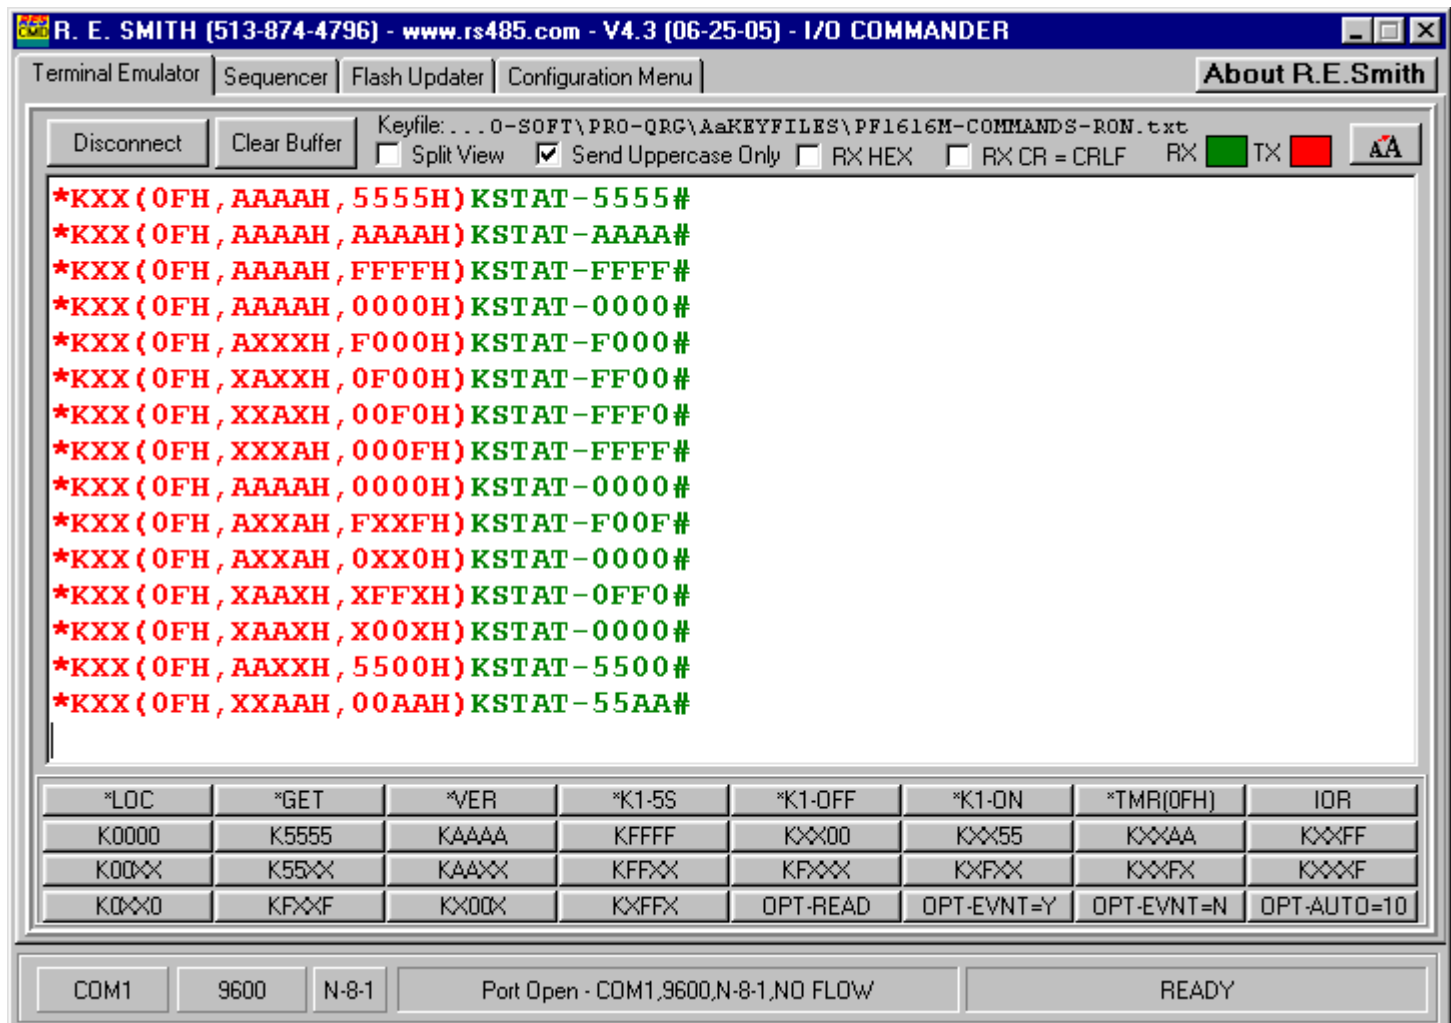 R. E. SMITH (513-874-4796) - www.rs485.com - V4.3 (06-25-05) - I/O COMMANDER
Terminal Emulator Sequencer Flash Updater Configuration Menu About R.E.Smith
Disconnect Clear Buffer Keyfile:...O-SOFT\PRO-QRG\AaKEYFILES\PF1616M-COMMANDS-RON.txt
Split View Send Uppercase Only RX HEX RX CR = CRLF RX TX AA
*KXX(0FH,AAAAH,5555H)KSTAT-5555#
*KXX(0FH,AAAAH,AAAAH)KSTAT-AAAA#
*KXX(0FH,AAAAH,FFFFH)KSTAT-FFFF#
*KXX(0FH,AAAAH,0000H)KSTAT-0000#
*KXX(0FH,AXXXH,F000H)KSTAT-F000#
*KXX(0FH,XAXXH,0F00H)KSTAT-FF00#
*KXX(0FH,XXAXH,00F0H)KSTAT-FFF0#
*KXX(0FH,XXXAH,000FH)KSTAT-FFFF#
*KXX(0FH,AAAAH,0000H)KSTAT-0000#
*KXX(0FH,AXXAH,FXXFH)KSTAT-F00F#
*KXX(0FH,AXXAH,0XX0H)KSTAT-0000#
*KXX(0FH,XAAXH,XFFXH)KSTAT-0FF0#
*KXX(0FH,XAAXH,X00XH)KSTAT-0000#
*KXX(0FH,AAXXH,5500H)KSTAT-5500#
*KXX(0FH,XXAAH,00AAH)KSTAT-55AA#
*LOC *GET *VER *K1-5S *K1-OFF *K1-ON *TMR(0FH) IOR
K0000 K5555 KAAAA KFFFF KXX00 KXX55 KXXAA KXXFF
K00XX K55XX KAAXX KFFXX KFXXX KXFXX KXXFX KXXXF
K0XX0 KFXXF KX00X KXFFX OPT-READ OPT-EVNT=Y OPT-EVNT=N OPT-AUTO=10
COM1 9600 N-8-1 Port Open - COM1,9600,N-8-1,NO FLOW READY